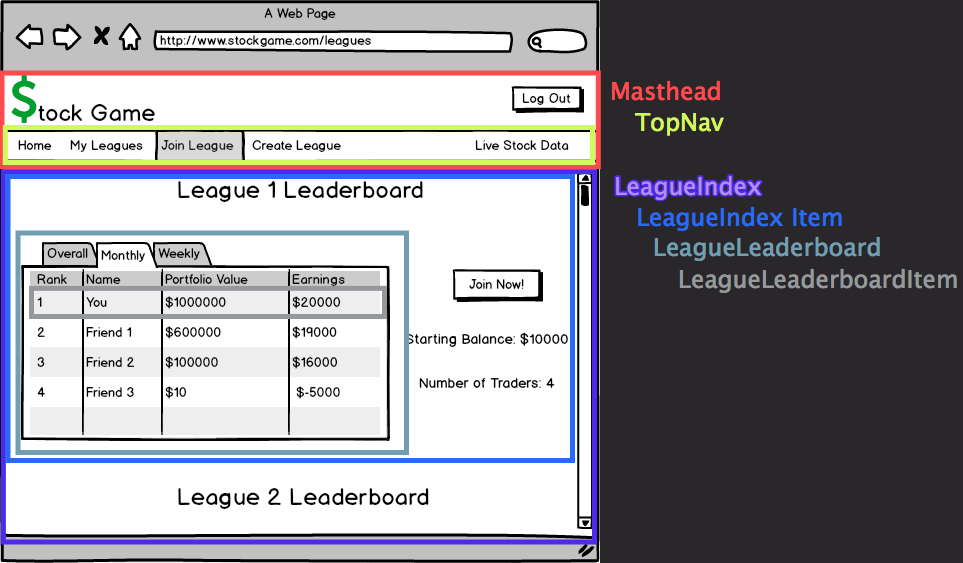 A Web Page
http://www.stockgame.com/leagues
$tock Game
Log Out
Home My Leagues Join League Create League Live Stock Data
League 1 Leaderboard
Overall Monthly Weekly
Rank Name Portfolio Value Earnings
1 You $1000000 $20000
2 Friend 1 $600000 $19000
3 Friend 2 $100000 $16000
4 Friend 3 $10 $-5000
Join Now!
Starting Balance: $10000
Number of Traders: 4
League 2 Leaderboard
Masthead
TopNav
LeagueIndex
LeagueIndex Item
LeagueLeaderboard
LeagueLeaderboardItem